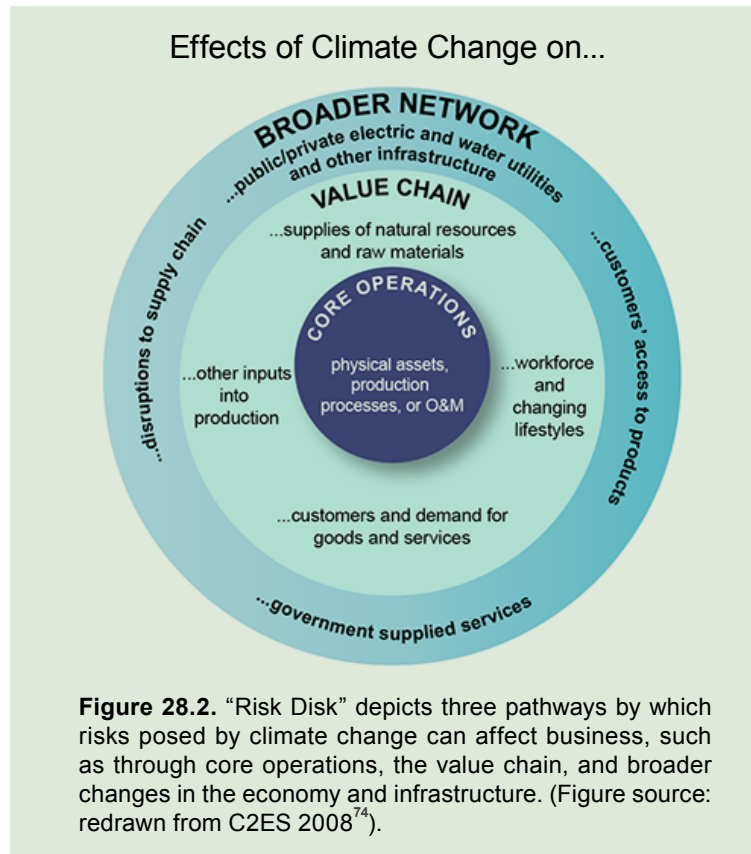 Effects of Climate Change on...
BROADER NETWORK
...public/private electric and water utilities
and other infrastructure
...disruptions to supply chain
...customers' access to products
...government supplied services
VALUE CHAIN
...supplies of natural resources
and raw materials
...other inputs
into
production
...workforce
and
changing
lifestyles
...customers and demand for
goods and services
CORE OPERATIONS
physical assets,
production
processes, or O&M
Figure 28.2. “Risk Disk” depicts three pathways by which
risks posed by climate change can affect business, such
as through core operations, the value chain, and broader
changes in the economy and infrastructure. (Figure source:
redrawn from C2ES 2008⁷⁴).